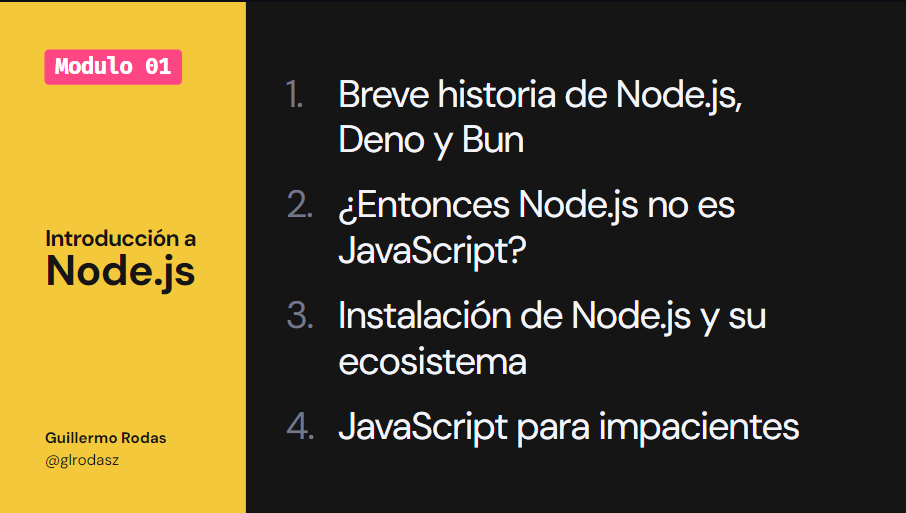 Modulo 01
Introducción a
Node.js
Guillermo Rodas
@glrodasz
1. Breve historia de Node.js,
Deno y Bun
2. ¿Entonces Node.js no es
JavaScript?
3. Instalación de Node.js y su
ecosistema
4. JavaScript para impacientes